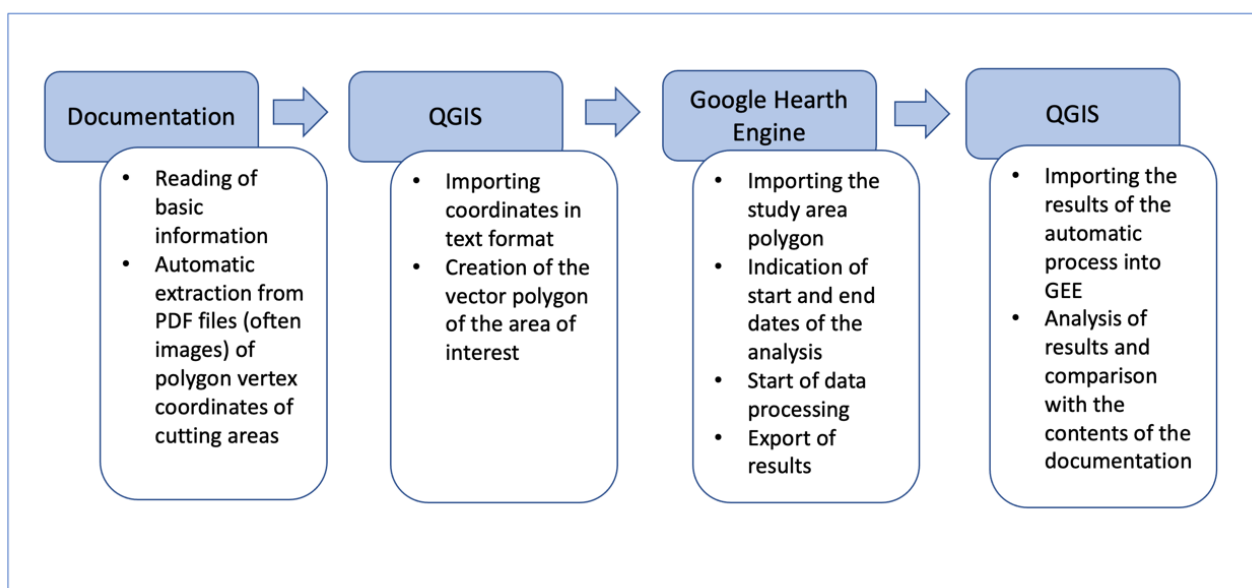 Documentation
• Reading of
basic
information
• Automatic
extraction from
PDF files (often
images) of
polygon vertex
coordinates of
cutting areas
QGIS
• Importing
coordinates in
text format
• Creation of the
vector polygon
of the area of
interest
Google Hearth
Engine
• Importing the
study area
polygon
• Indication of
start and end
dates of the
analysis
• Start of data
processing
• Export of
results
QGIS
• Importing the
results of the
automatic
process into
GEE
• Analysis of
results and
comparison
with the
contents of the
documentation